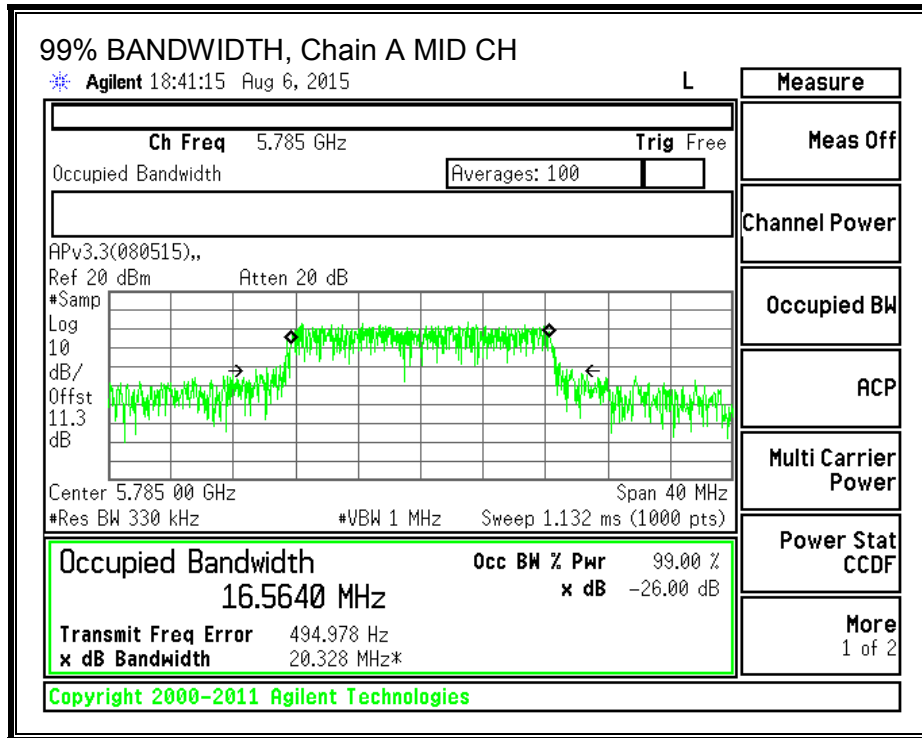 99% BANDWIDTH, Chain A MID CH
Agilent 18:41:15 Aug 6, 2015 L
Measure
Ch Freq 5.785 GHz Trig Free
Meas Off
Occupied Bandwidth Averages: 100
Channel Power
APv3.3(080515),,
Ref 20 dBm Atten 20 dB
#Samp
Log
10
dB/
Offst
11.3
dB
Occupied BW
ACP
Multi Carrier
Power
Center 5.785 00 GHz Span 40 MHz
#Res BW 330 kHz #VBW 1 MHz Sweep 1.132 ms (1000 pts)
Power Stat
CCDF
Occupied Bandwidth Occ BW % Pwr 99.00 %
16.5640 MHz x dB -26.00 dB
Transmit Freq Error 494.978 Hz
x dB Bandwidth 20.328 MHz*
More
1 of 2
Copyright 2000-2011 Agilent Technologies